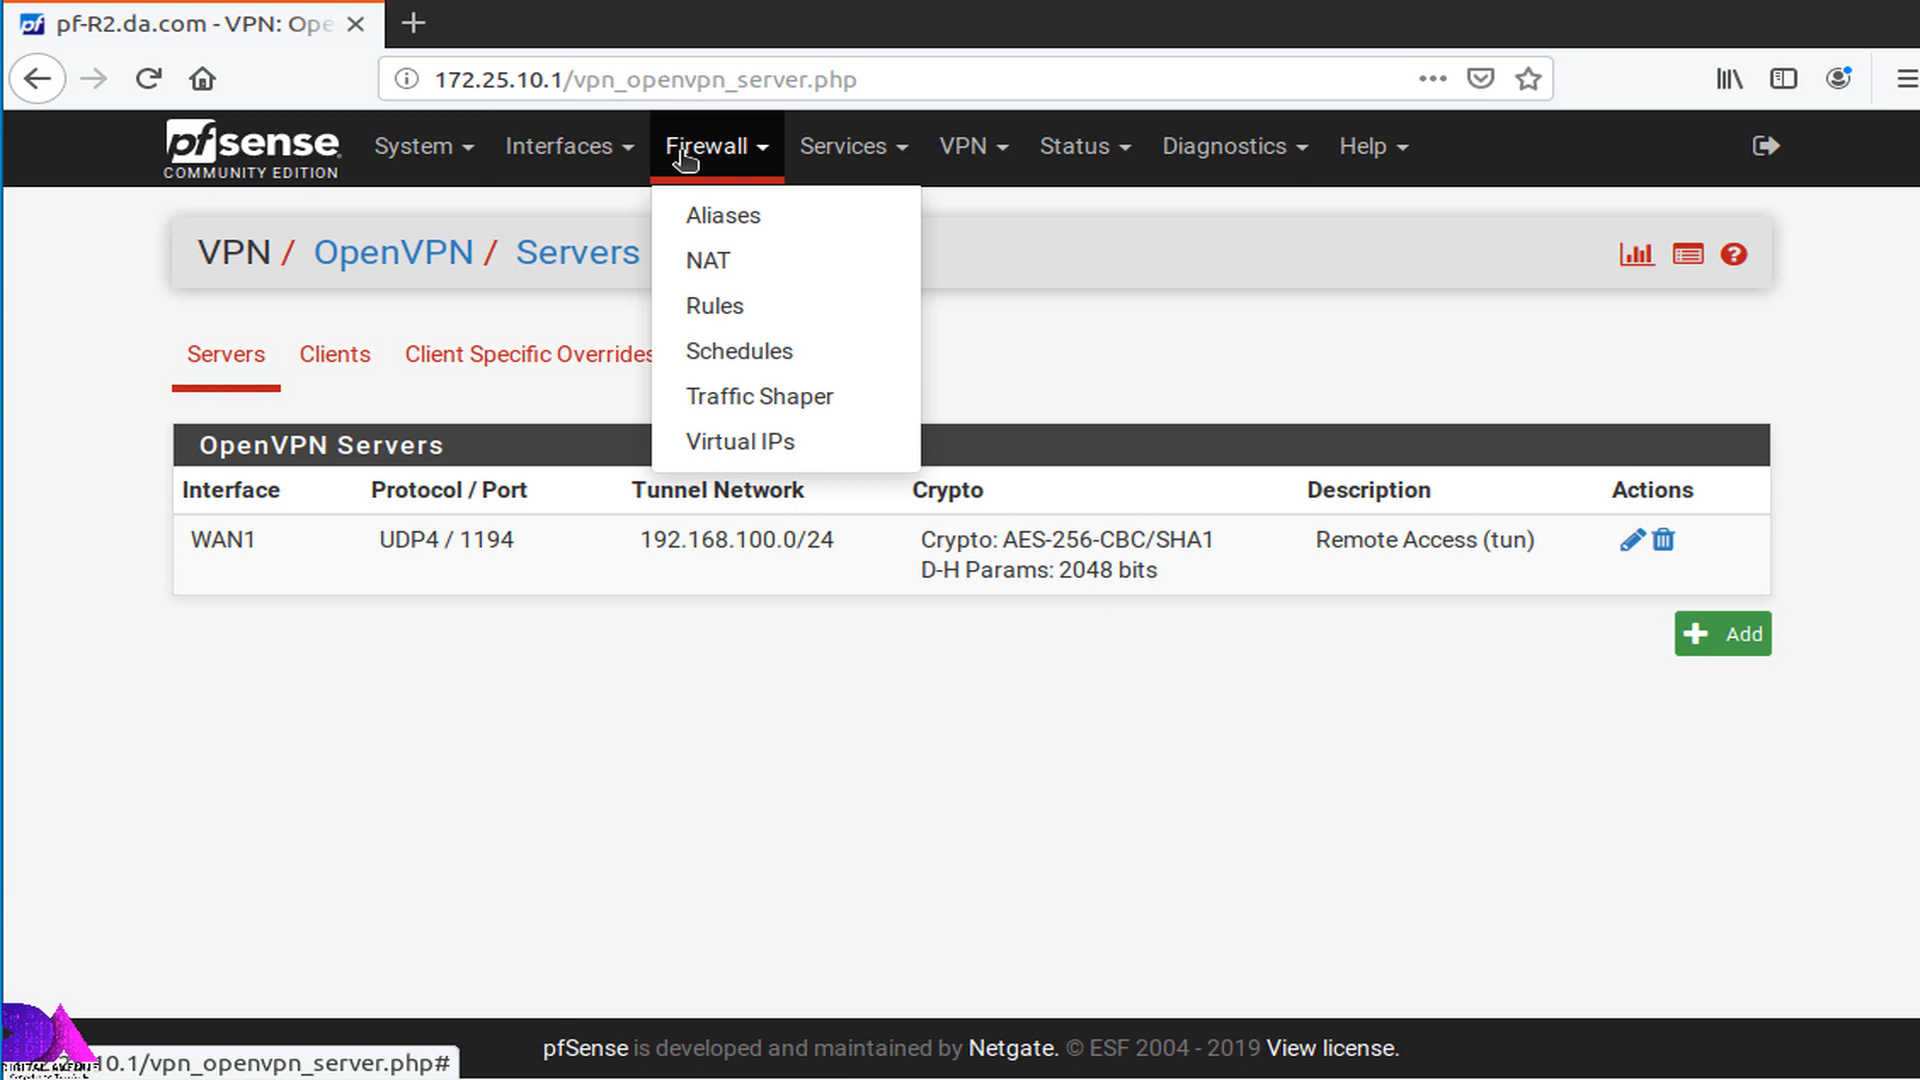 pf pf-R2.da.com - VPN: Ope
172.25.10.1/vpn_openvpn_server.php
pfsense
COMMUNITY EDITION
System Interfaces Firewall Services VPN Status Diagnostics Help
Aliases
NAT
Rules
Schedules
Traffic Shaper
Virtual IPs
VPN / OpenVPN / Servers
Servers Clients Client Specific Overrides
OpenVPN Servers
Interface Protocol / Port Tunnel Network Crypto Description Actions
WAN1 UDP4 / 1194 192.168.100.0/24 Crypto: AES-256-CBC/SHA1 Remote Access (tun)
D-H Params: 2048 bits
Add
pfSense is developed and maintained by Netgate. © ESF 2004 - 2019 View license.
10.1/vpn_openvpn_server.php#
DIGITAL AVENUE